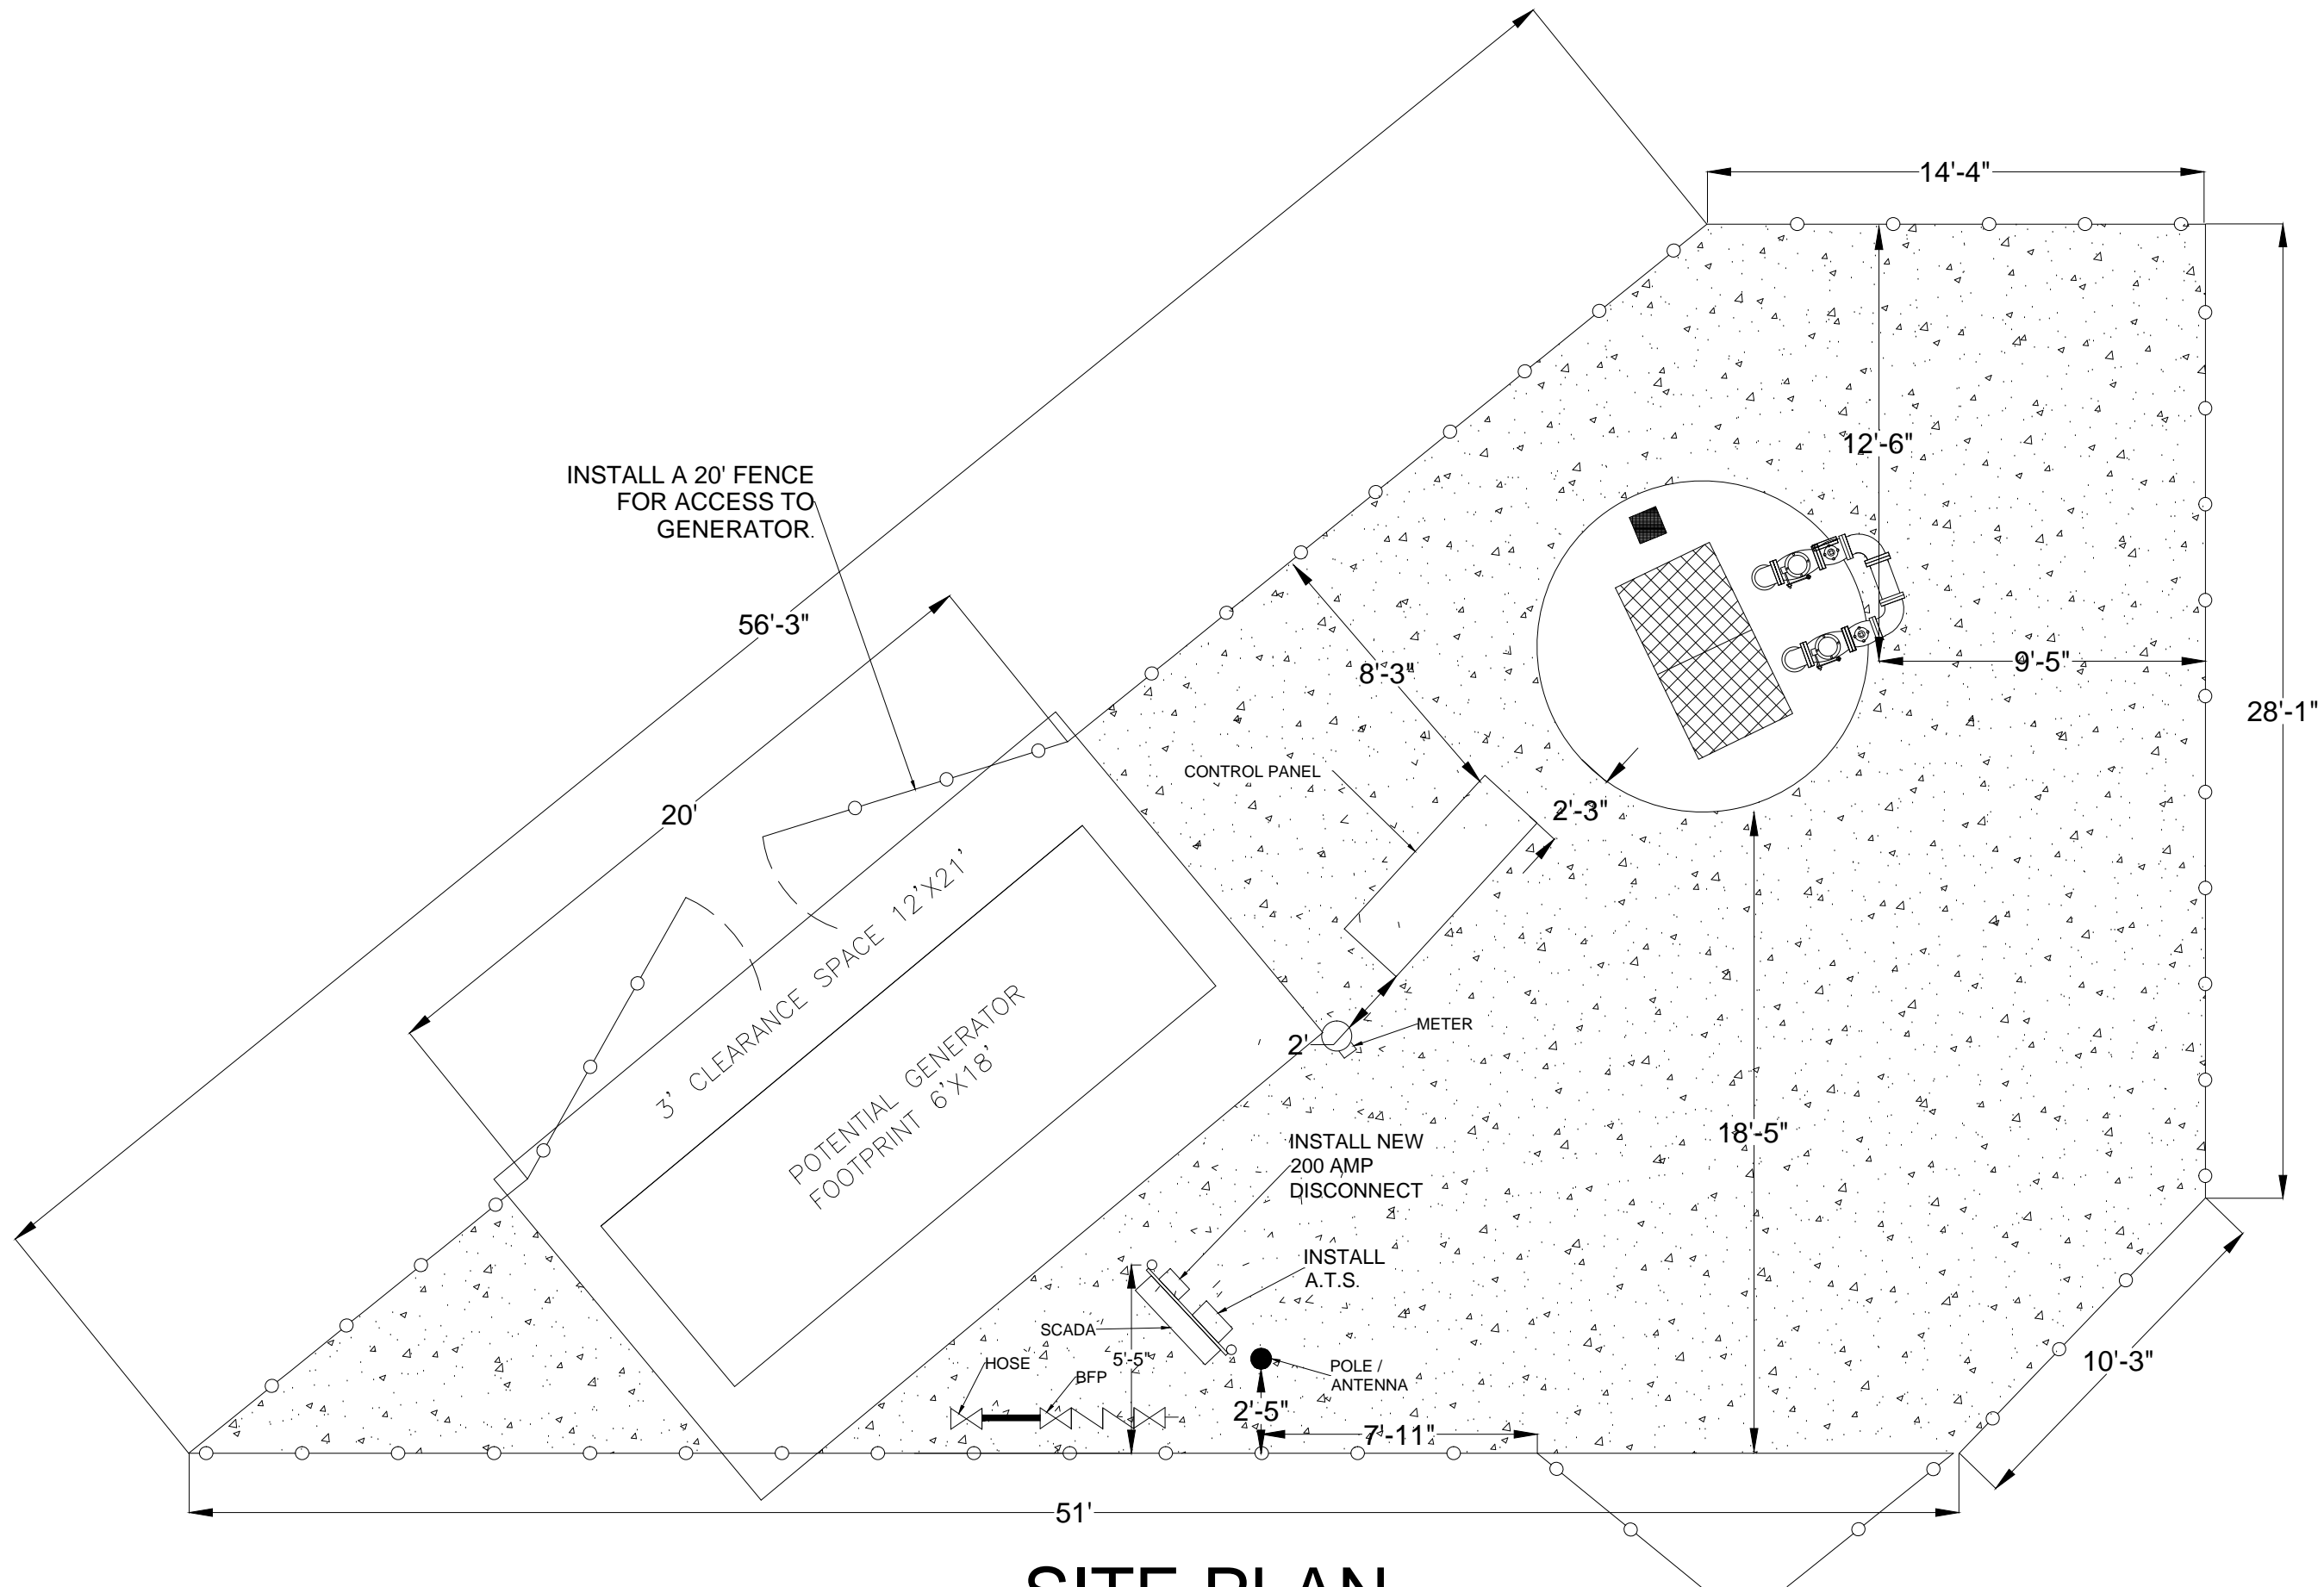 14'-4"
12'-6"
INSTALL A 20' FENCE
FOR ACCESS TO
GENERATOR.
56'-3"
8'-3"
9'-5"
28'-1"
CONTROL PANEL
20'
2'-3"
3' CLEARANCE SPACE 12'X21'
POTENTIAL GENERATOR
FOOTPRINT 6'X18'
METER
2'
18'-5"
INSTALL NEW
200 AMP
DISCONNECT
INSTALL
A.T.S.
SCADA
5'-5"
HOSE
BFP
POLE /
ANTENNA
2'-5"
7'-11"
10'-3"
51'
SITE PLAN